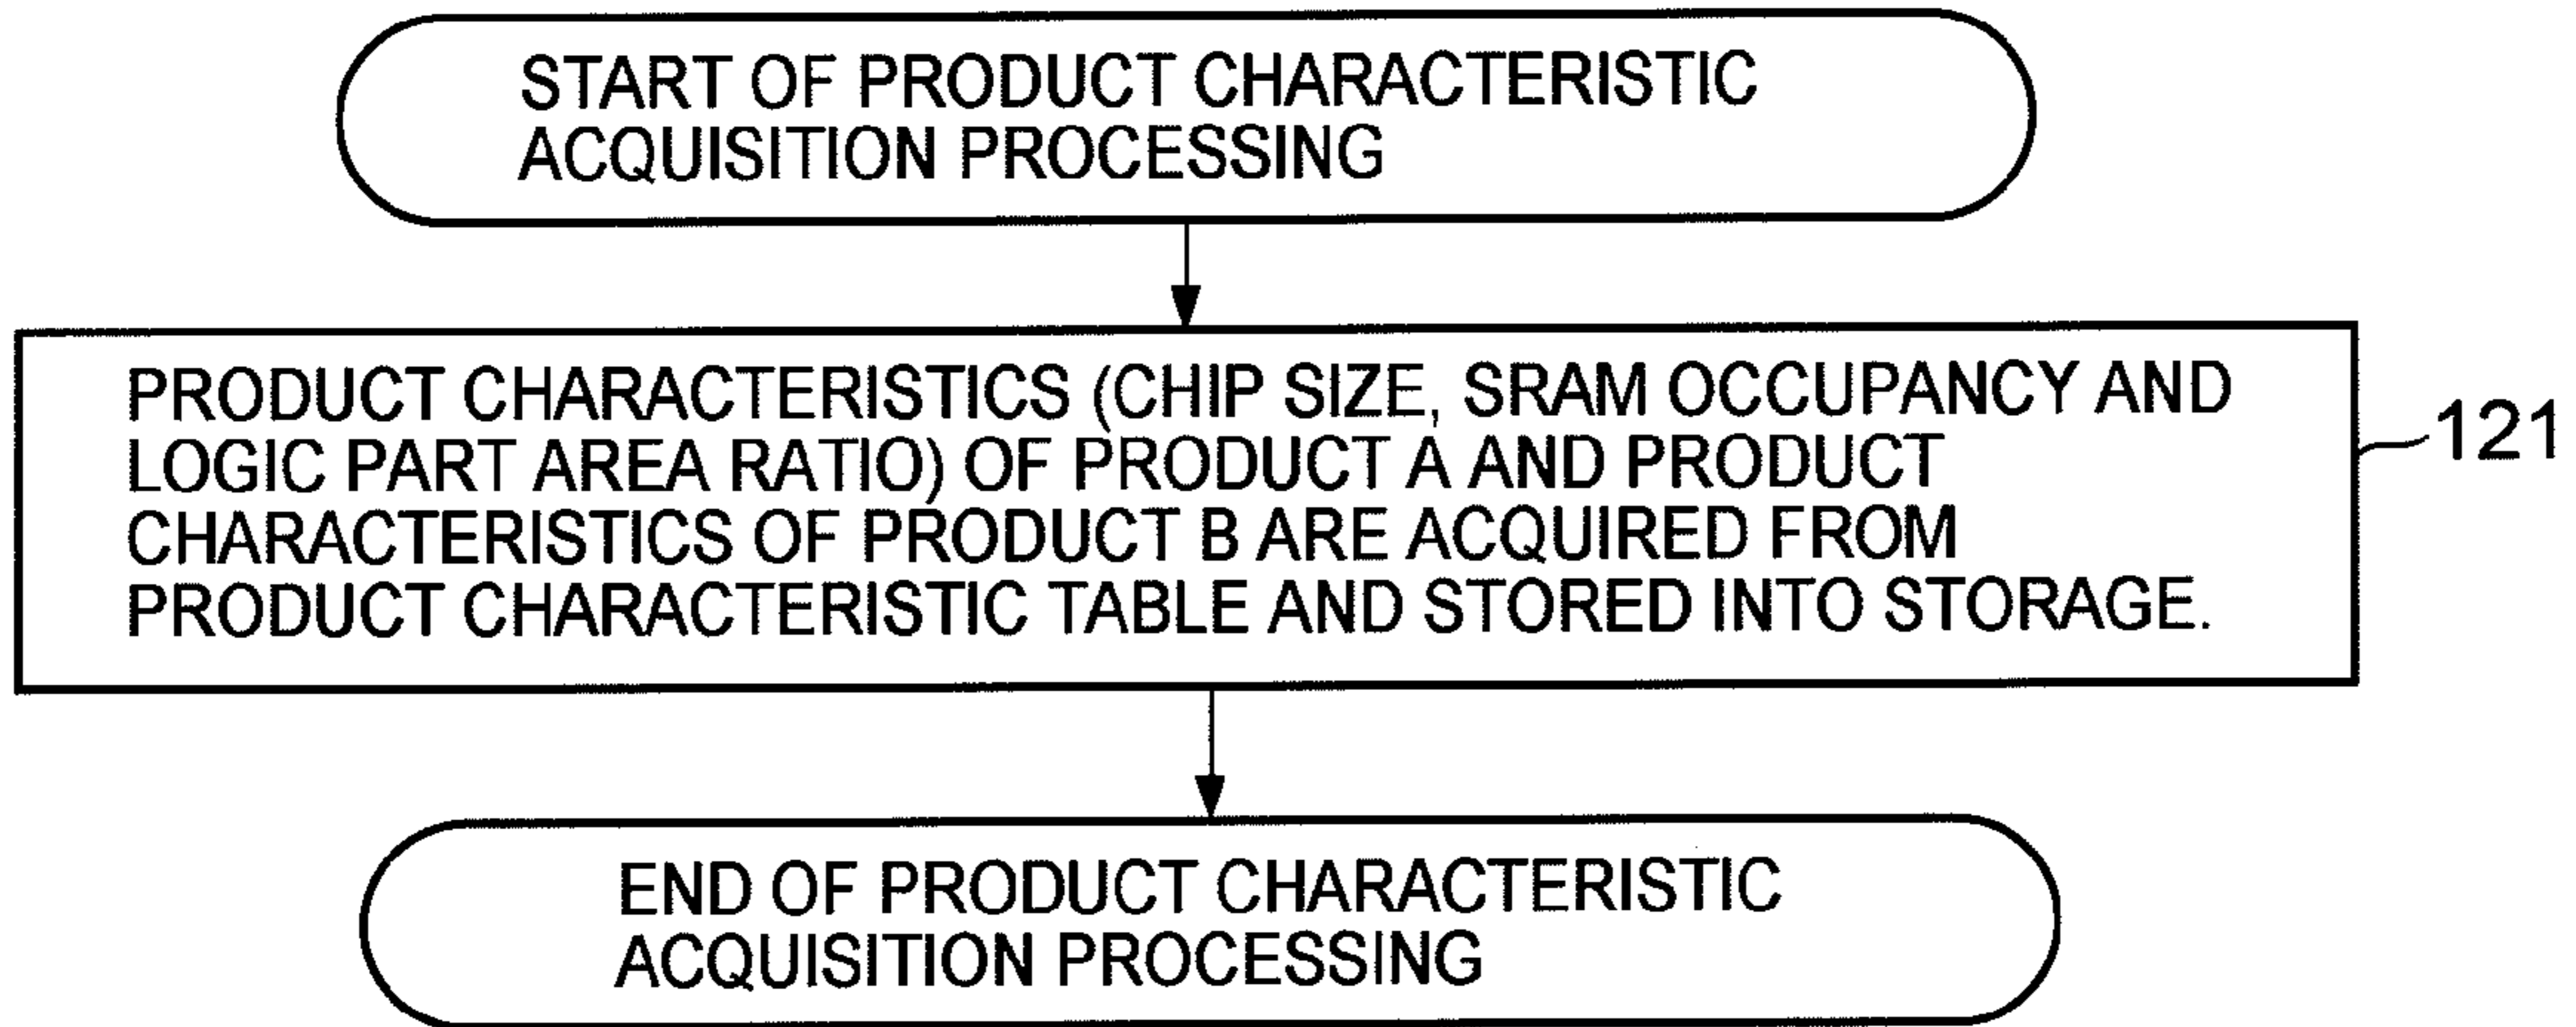 START OF PRODUCT CHARACTERISTIC
ACQUISITION PROCESSING
PRODUCT CHARACTERISTICS (CHIP SIZE, SRAM OCCUPANCY AND
LOGIC PART AREA RATIO) OF PRODUCT A AND PRODUCT
CHARACTERISTICS OF PRODUCT B ARE ACQUIRED FROM
PRODUCT CHARACTERISTIC TABLE AND STORED INTO STORAGE.
121
END OF PRODUCT CHARACTERISTIC
ACQUISITION PROCESSING